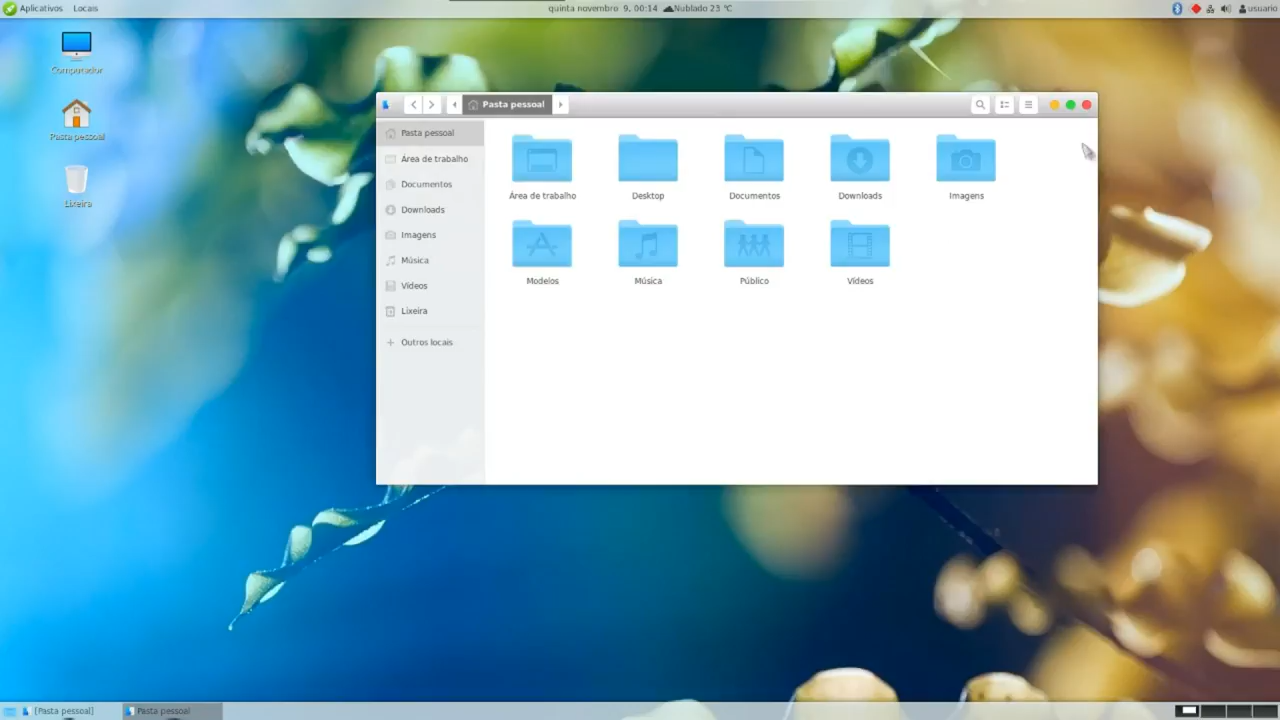 Aplicativos Locais
quinta novembro 9, 00:14 Nublado 23 °C
usuario
Computador
Pasta pessoal
Lixeira
Pasta pessoal
Pasta pessoal
Área de trabalho
Documentos
Downloads
Imagens
Música
Vídeos
Lixeira
Outros locais
Área de trabalho
Desktop
Documentos
Downloads
Imagens
Modelos
Música
Público
Vídeos
[Pasta pessoal]
Pasta pessoal